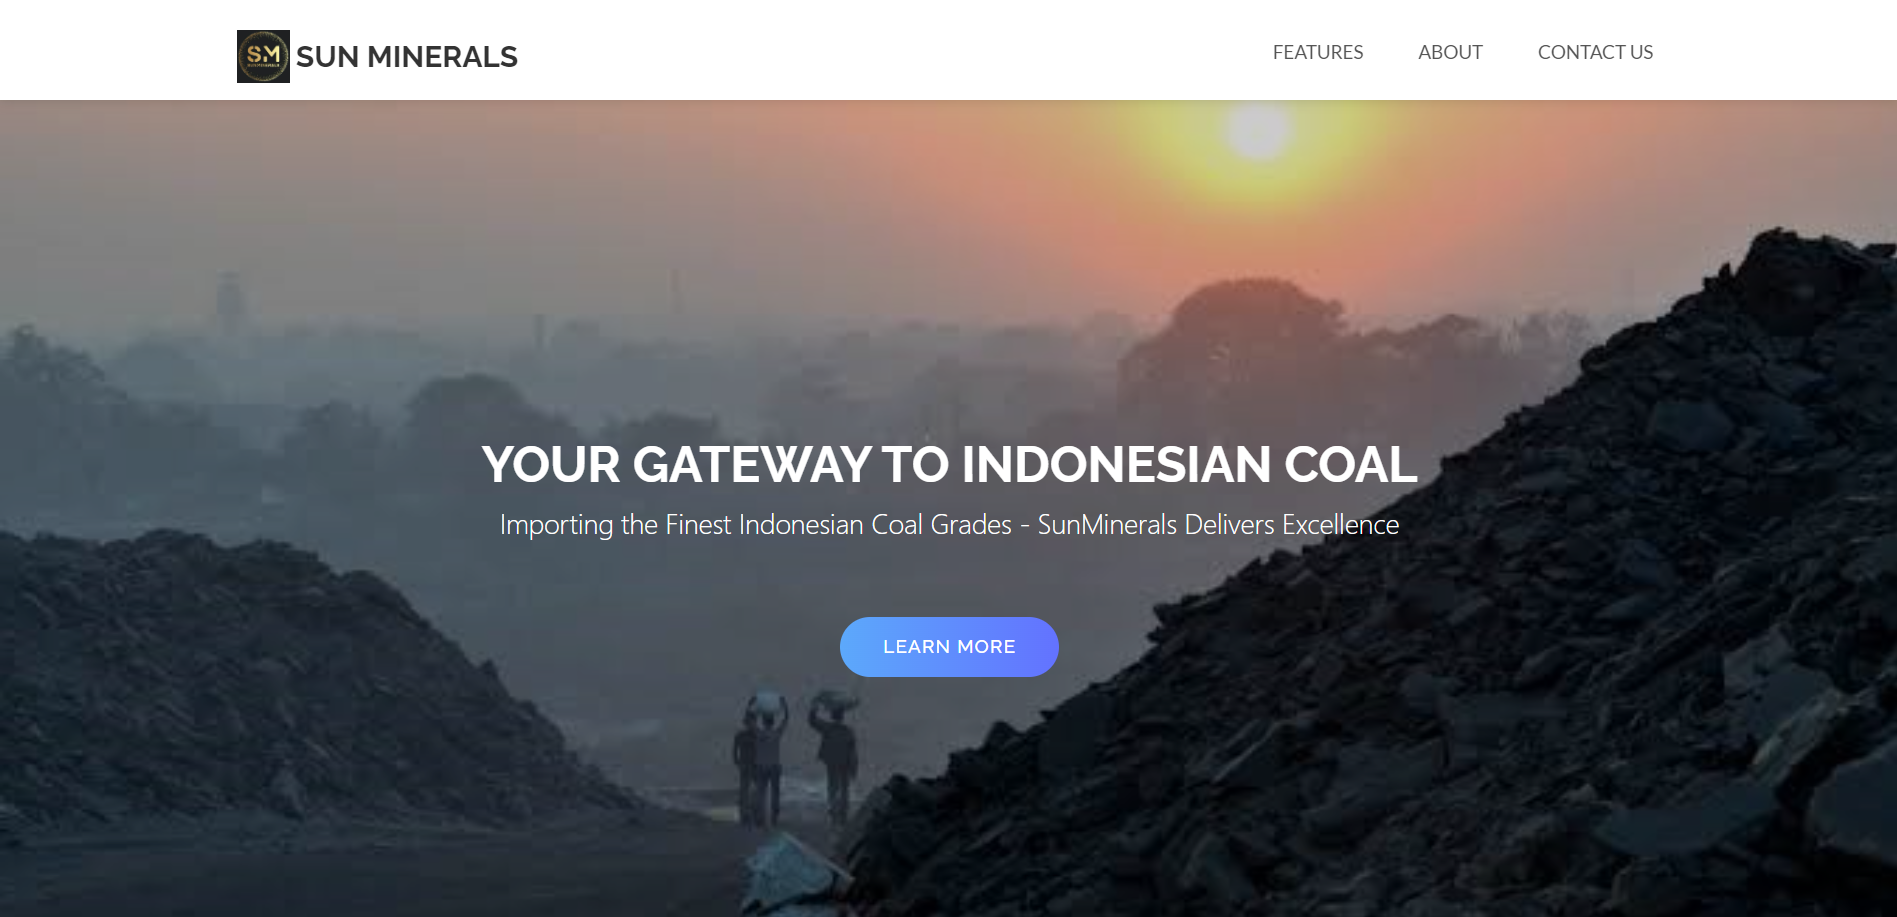 SM
SUN MINERALS
FEATURES
ABOUT
CONTACT US
YOUR GATEWAY TO INDONESIAN COAL
Importing the Finest Indonesian Coal Grades - SunMinerals Delivers Excellence
LEARN MORE